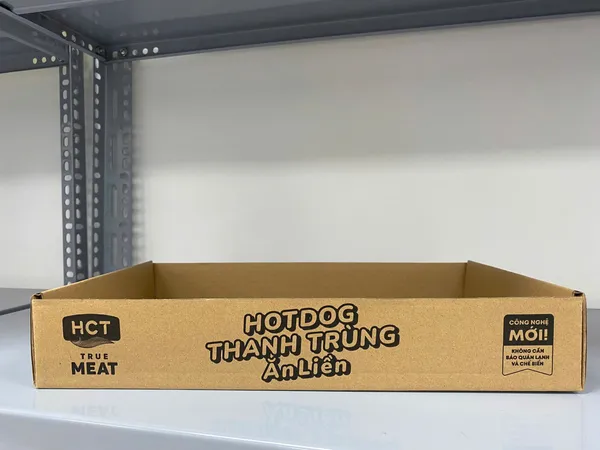 HCT
TRUE
MEAT
HOTDOG
THANH TRÙNG
Ăn Liền
CÔNG NGHỆ
MỚI!
KHÔNG CẦN
BẢO QUẢN LẠNH
VÀ CHẾ BIẾN